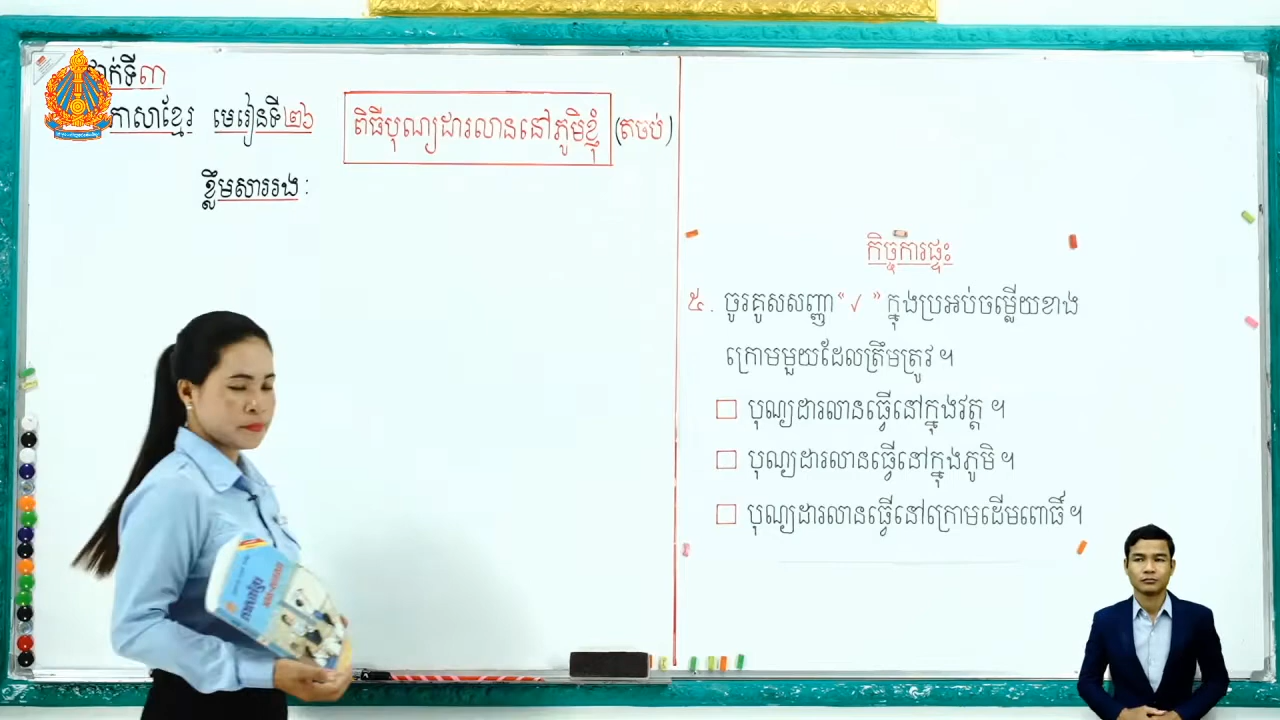 ថ្នាក់ទី៣
ភាសាខ្មែរ មេរៀនទី២៦ ពិធីបុណ្យដារលាននៅភូមិខ្ញុំ (តចប់)
ខ្លឹមសាររង :
កិច្ចការផ្ទះ
៥. ចូរគូសសញ្ញា "✓" ក្នុងប្រអប់ចម្លើយខាង
ក្រោមមួយដែលត្រឹមត្រូវ ។
□ បុណ្យដារលានធ្វើនៅក្នុងវត្ត ។
□ បុណ្យដារលានធ្វើនៅក្នុងភូមិ ។
□ បុណ្យដារលានធ្វើនៅក្រោមដើមពោធិ៍ ។